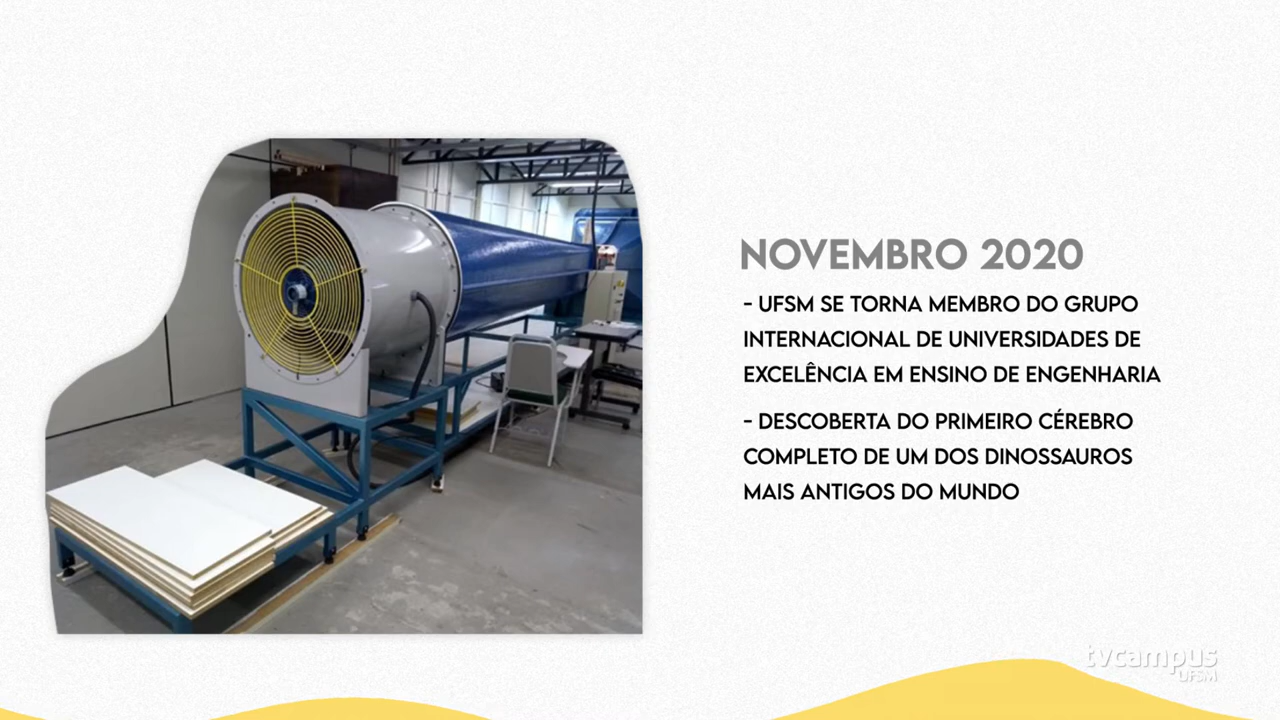 NOVEMBRO 2020
- UFSM SE TORNA MEMBRO DO GRUPO
INTERNACIONAL DE UNIVERSIDADES DE
EXCELÊNCIA EM ENSINO DE ENGENHARIA
- DESCOBERTA DO PRIMEIRO CÉREBRO
COMPLETO DE UM DOS DINOSSAUROS
MAIS ANTIGOS DO MUNDO
tvcampus
UFSM